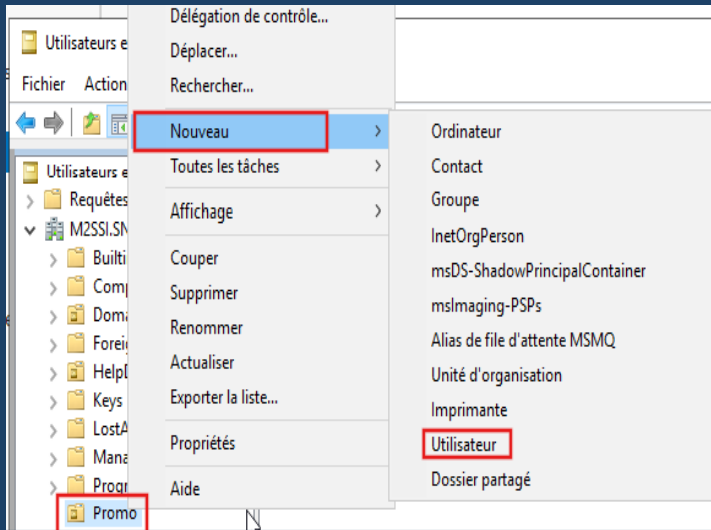 Utilisateurs e
Fichier Action
Utilisateurs e
Requêtes
M2SSI.SN
Builti
Comp
Doma
Forei
HelpD
Keys
LostA
Mana
Progr
Promo
Délégation de contrôle...
Déplacer...
Rechercher...
Nouveau
Toutes les tâches
Affichage
Couper
Supprimer
Renommer
Actualiser
Exporter la liste...
Propriétés
Aide
Ordinateur
Contact
Groupe
InetOrgPerson
msDS-ShadowPrincipalContainer
msImaging-PSPs
Alias de file d'attente MSMQ
Unité d'organisation
Imprimante
Utilisateur
Dossier partagé